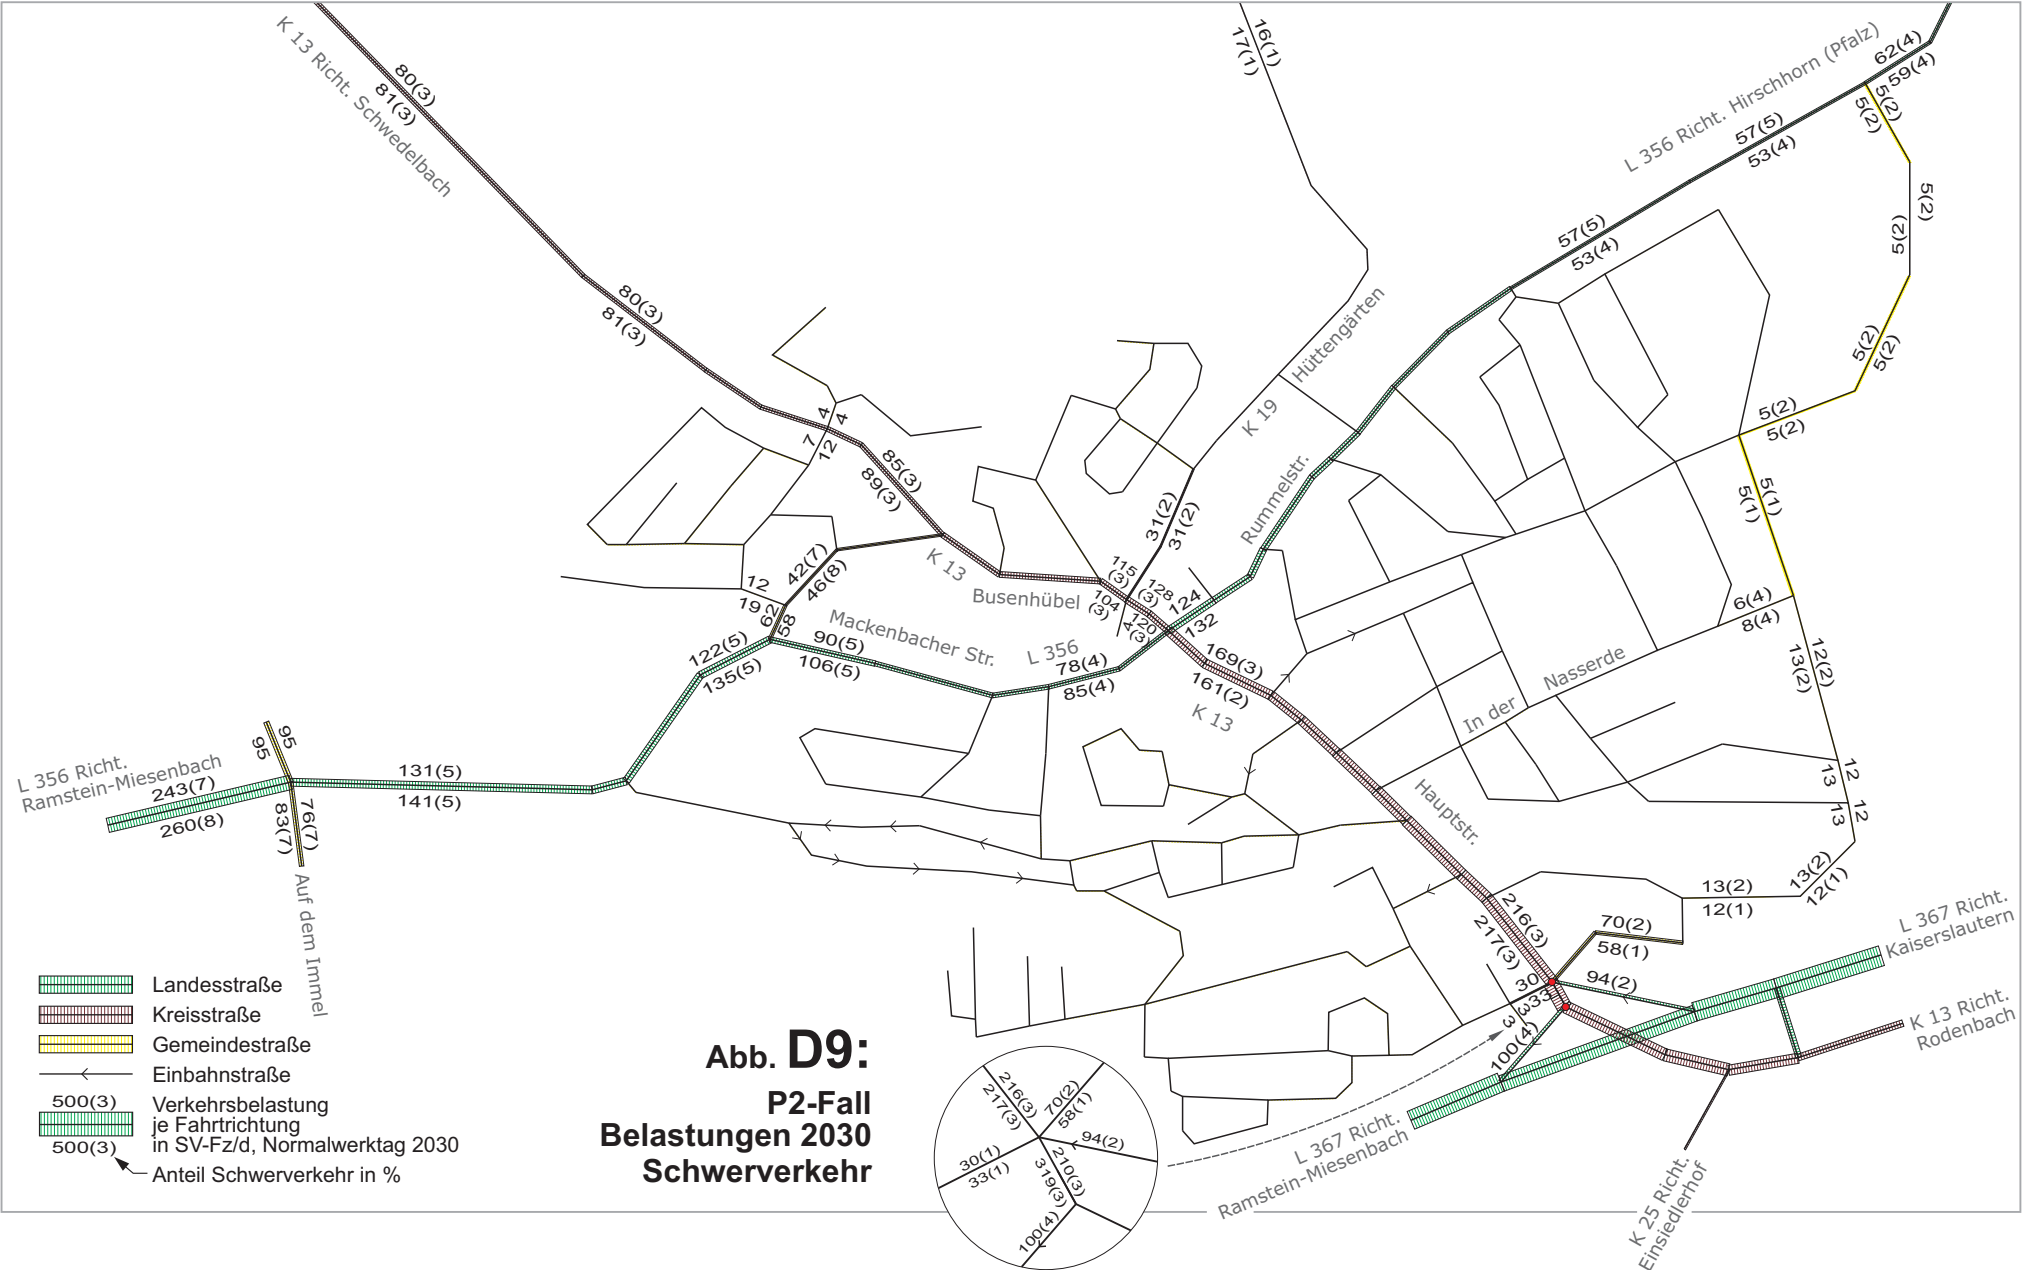 K 13 Richt. Schwedelbach
80(3)
81(3)
80(3)
81(3)
16(1)
17(1)
L 356 Richt. Hirschhorn (Pfalz)
62(4)
59(4)
57(5)
53(4)
57(5)
53(4)
5(2)
5(2)
5(2)
5(2)
5(2)
5(2)
5(2)
5(2)
5(1)
5(1)
4
4
7
12
85(3)
89(3)
K 13
Busenhübel
K 19
Hüttengärten
Rummelstr.
31(2)
31(2)
115
(3)
104
(3)
128
(3)
120
(3)
4
124
132
42(7)
46(8)
12
19
62
58
Mackenbacher Str.
L 356
90(5)
106(5)
78(4)
85(4)
122(5)
135(5)
169(3)
161(2)
K 13
6(4)
8(4)
In der
Nasserde
12(2)
13(2)
12
13
12
13
13(2)
12(1)
13(2)
12(1)
L 356 Richt.
Ramstein-Miesenbach
243(7)
260(8)
95
95
76(7)
83(7)
131(5)
141(5)
Auf dem Immel
Hauptstr.
216(3)
217(3)
70(2)
58(1)
94(2)
30
333
3
100(4)
L 367 Richt.
Kaiserslautern
K 13 Richt.
Rodenbach
L 367 Richt.
Ramstein-Miesenbach
K 25 Richt.
Einsiedlerhof
Landesstraße
Kreisstraße
Gemeindestraße
Einbahnstraße
500(3)
500(3)
Verkehrsbelastung
je Fahrtrichtung
in SV-Fz/d, Normalwerktag 2030
Anteil Schwerverkehr in %
Abb. D9:
P2-Fall
Belastungen 2030
Schwerverkehr
216(3)
217(3)
70(2)
58(1)
94(2)
30(1)
33(1)
210(3)
319(3)
100(4)